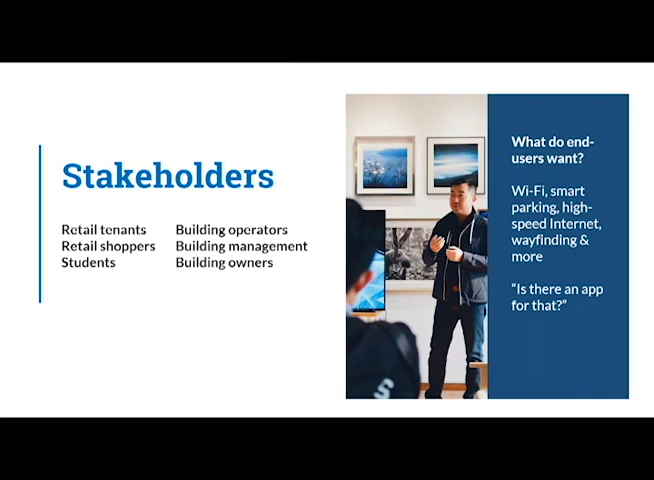 Stakeholders
Retail tenants
Retail shoppers
Students
Building operators
Building management
Building owners
What do end-
users want?
Wi-Fi, smart
parking, high-
speed Internet,
wayfinding &
more
“Is there an app
for that?”